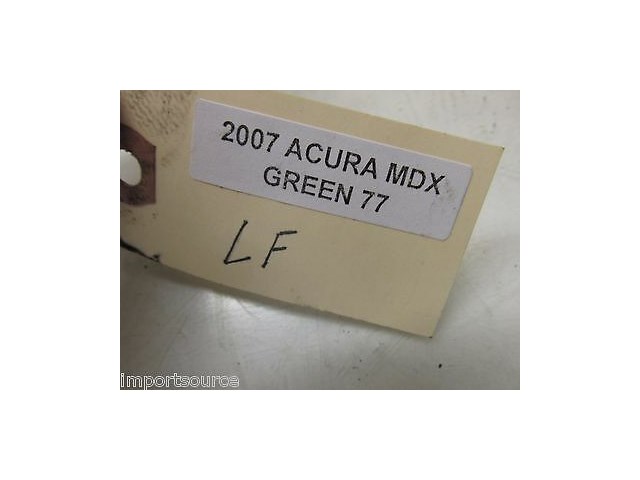 2007 ACURA MDX
GREEN 77
LF
importsource